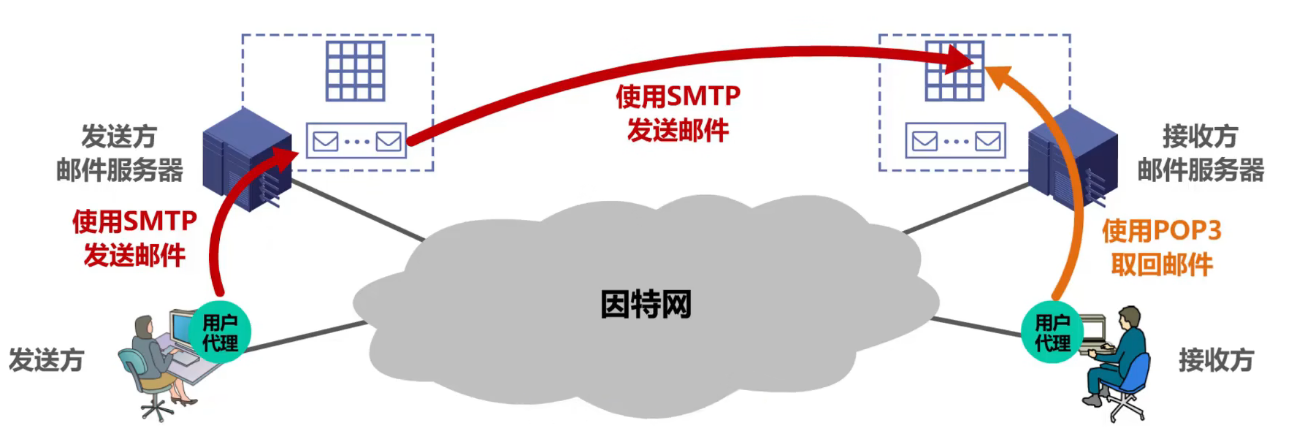 使用SMTP
发送邮件
发送方
邮件服务器
接收方
邮件服务器
使用SMTP
发送邮件
使用POP3
取回邮件
因特网
用户
代理
用户
代理
发送方
接收方